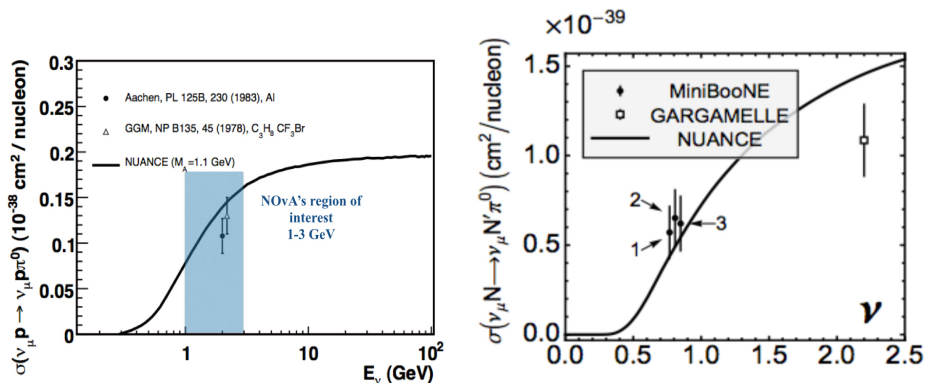 σ(ν_μ p → ν_μ pπ⁰) (10⁻³⁸ cm² / nucleon)
0.3
0.25
0.2
0.15
0.1
0.05
0
Aachen, PL 125B, 230 (1983), Al
GGM, NP B135, 45 (1978), C₃H₈ CF₃Br
NUANCE (M_A=1.1 GeV)
NOvA's region of
interest
1-3 GeV
1
10
10²
E_ν (GeV)
×10⁻³⁹
σ(ν_μN⟶ν_μN'π⁰) (cm²/nucleon)
1.5
1.0
0.5
0.0
MiniBooNE
GARGAMELLE
NUANCE
2
1
3
ν
0.0 0.5 1.0 1.5 2.0 2.5